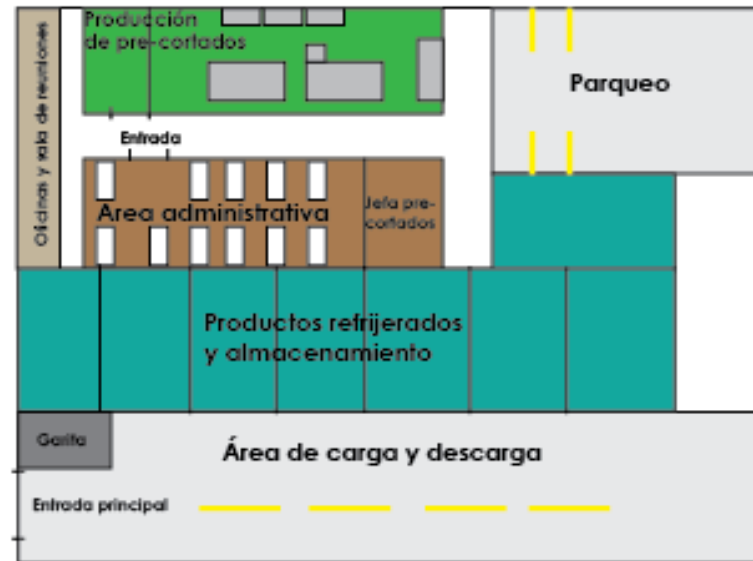 Producción
de pre-cortados
Parqueo
Oficinas y sala de reuniones
Entrada
Area administrativa
Jefa pre-
cortados
Productos refrijerados
y almacenamiento
Garita
Área de carga y descarga
Entrada principal